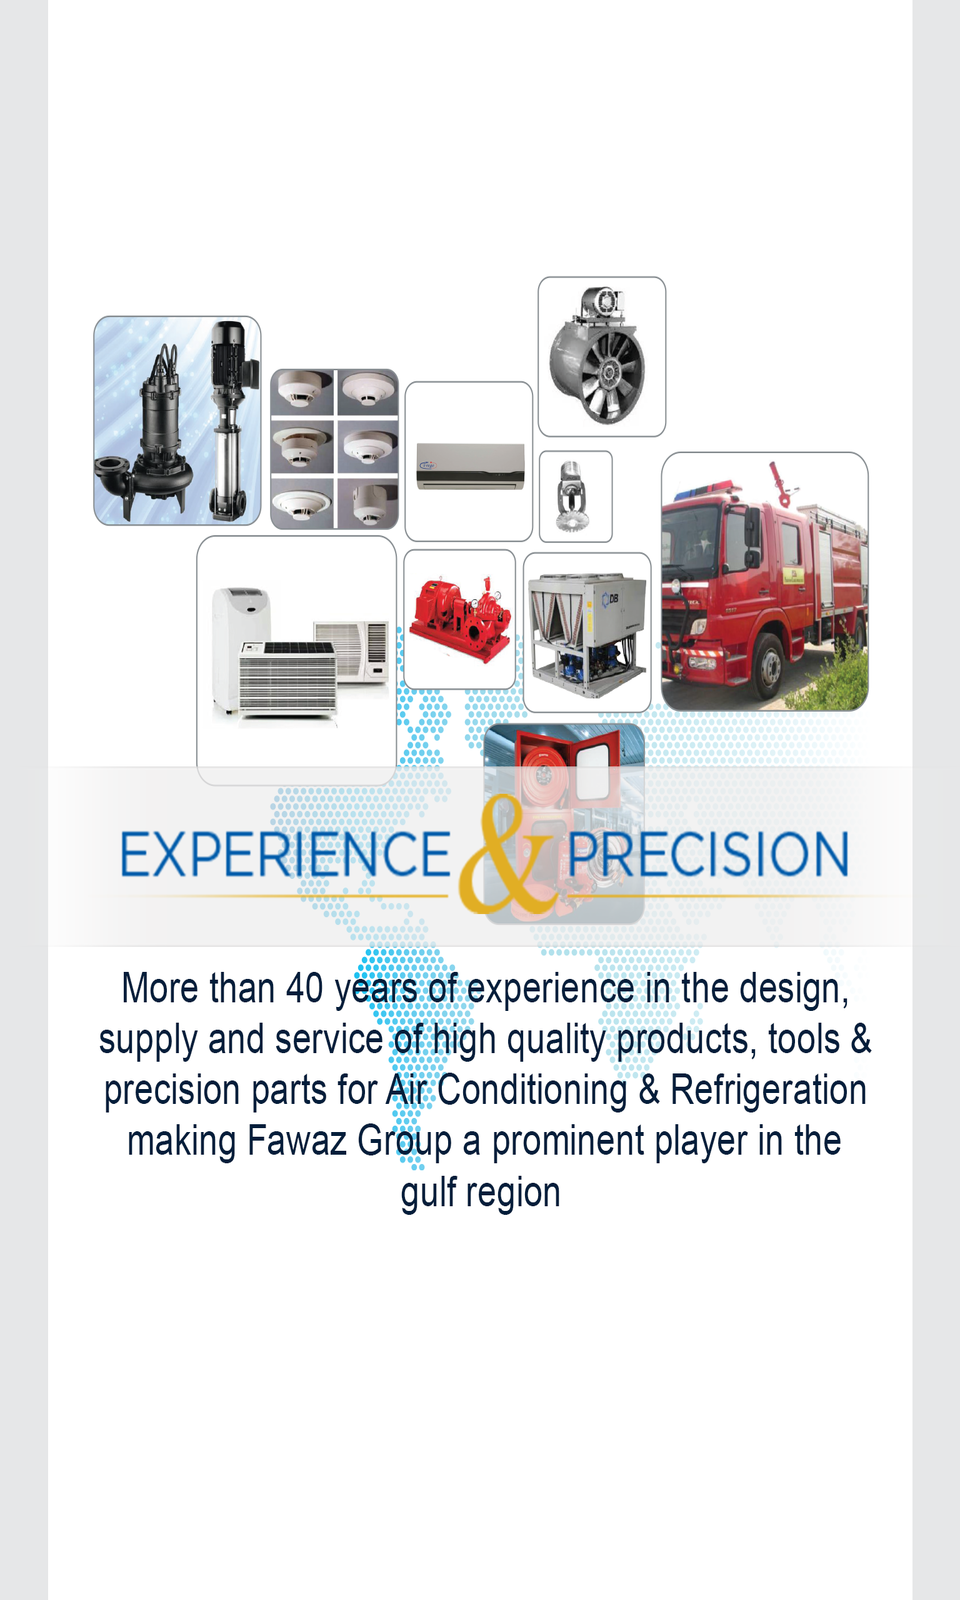 DB
EXPERIENCE & PRECISION
More than 40 years of experience in the design,
supply and service of high quality products, tools &
precision parts for Air Conditioning & Refrigeration
making Fawaz Group a prominent player in the
gulf region